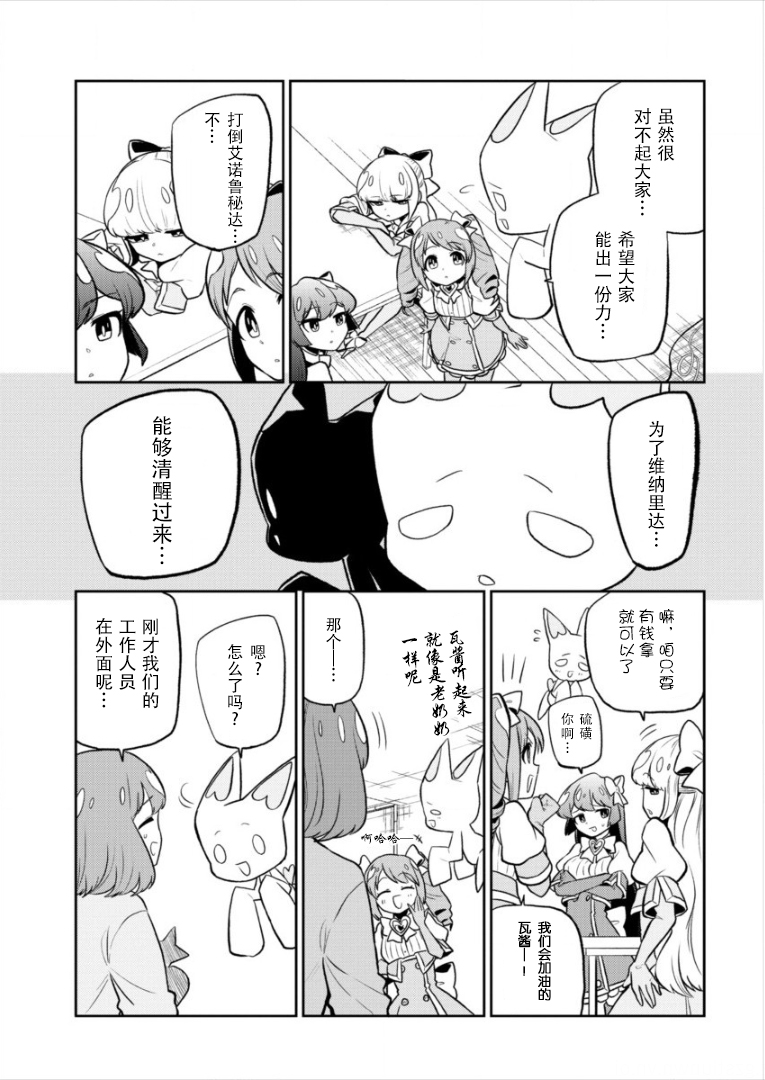 虽然很
对不起大家…
希望大家
能出一份力…
打倒艾诺鲁秘达…
不…
为了维纳里达…
能够清醒过来…
嘛，咱只要
有钱拿
就可以了
硫磺
你啊…
我们会加油的
瓦酱—！
瓦酱听起来
就像是老奶奶
一样呢
那个——…
啊哈哈—
嗯？
怎么了吗？
刚才我们的
工作人员
在外面呢…